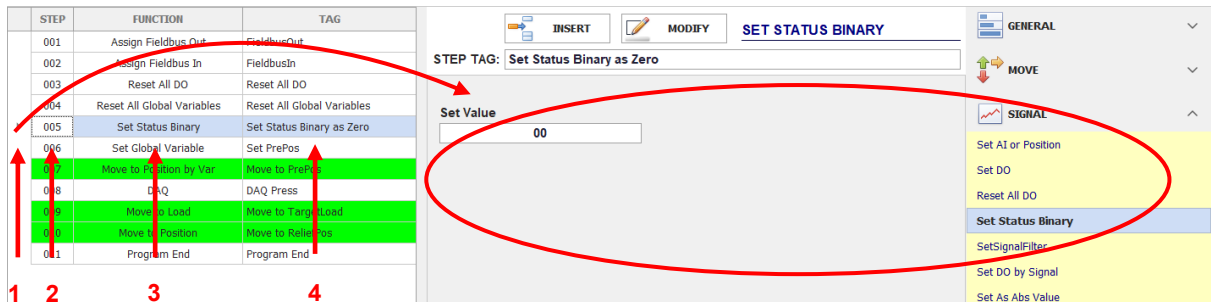 STEP FUNCTION TAG
001 Assign Fieldbus Out FieldbusOut
002 Assign Fieldbus In FieldbusIn
003 Reset All DO Reset All DO
004 Reset All Global Variables Reset All Global Variables
005 Set Status Binary Set Status Binary as Zero
006 Set Global Variable Set PrePos
007 Move to Position by Var Move to PrePos
008 DAQ DAQ Press
009 Move to Load Move to TargetLoad
010 Move to Position Move to ReliefPos
011 Program End Program End
1 2 3 4
INSERT MODIFY SET STATUS BINARY
STEP TAG: Set Status Binary as Zero
Set Value
00
GENERAL
MOVE
SIGNAL
Set AI or Position
Set DO
Reset All DO
Set Status Binary
SetSignalFilter
Set DO by Signal
Set As Abs Value